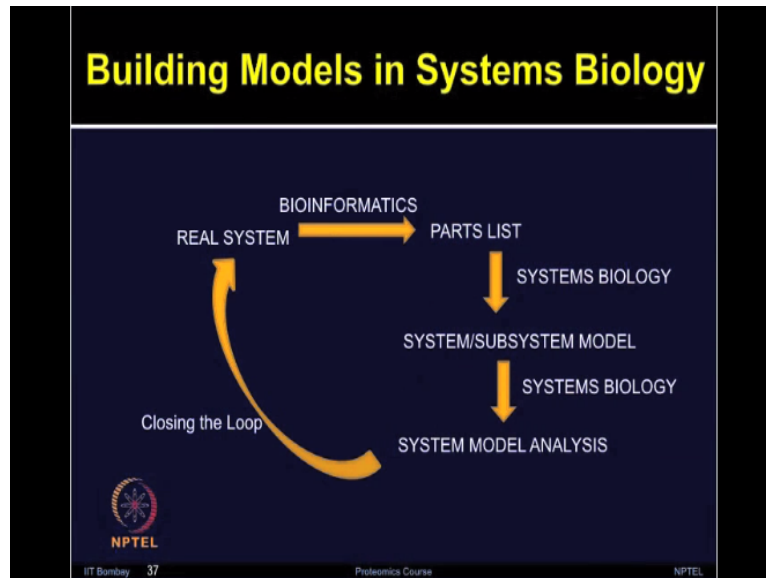 Building Models in Systems Biology
BIOINFORMATICS
REAL SYSTEM
PARTS LIST
SYSTEMS BIOLOGY
SYSTEM/SUBSYSTEM MODEL
SYSTEMS BIOLOGY
Closing the Loop
SYSTEM MODEL ANALYSIS
NPTEL
IIT Bombay 37 Proteomics Course NPTEL